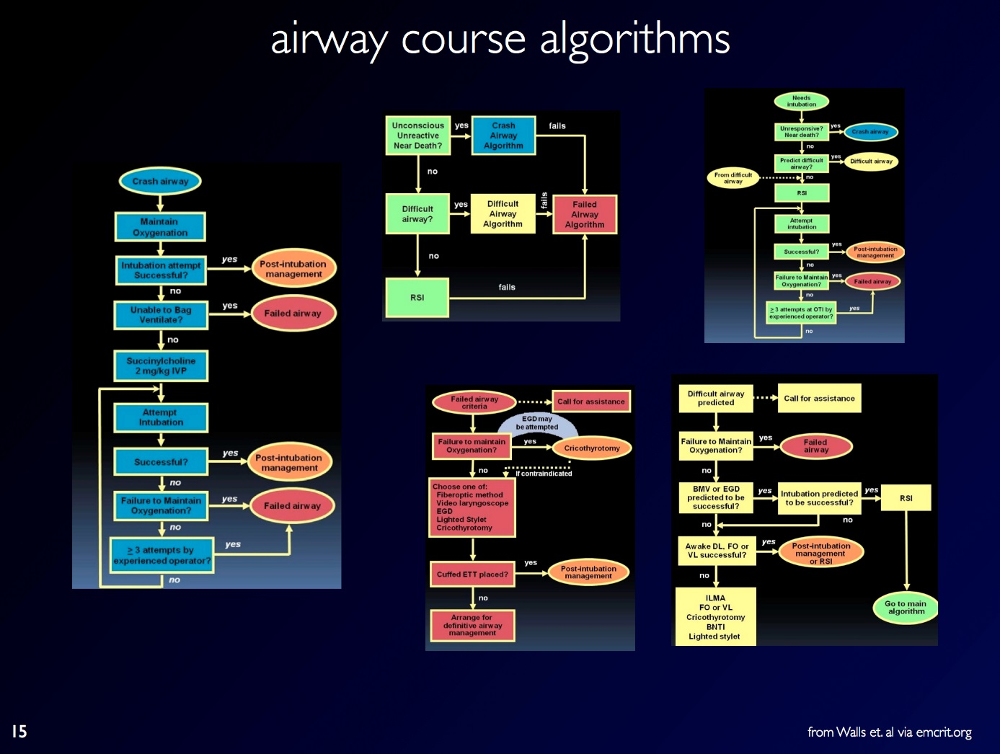 airway course algorithms
Crash airway
Maintain
Oxygenation
Intubation attempt
Successful?
yes
Post-intubation
management
no
Unable to Bag
Ventilate?
yes
Failed airway
no
Succinylcholine
2 mg/kg IVP
Attempt
Intubation
Successful?
yes
Post-intubation
management
no
Failure to Maintain
Oxygenation?
yes
Failed airway
no
≥ 3 attempts by
experienced operator?
yes
no
Unconscious
Unreactive
Near Death?
yes
Crash
Airway
Algorithm
fails
no
Difficult
airway?
yes
Difficult
Airway
Algorithm
fails
Failed
Airway
Algorithm
no
RSI
fails
Needs
intubation
Unresponsive?
Near death?
yes
Crash airway
no
Predict difficult
airway?
yes
Difficult airway
From difficult
airway
no
RSI
Attempt
intubation
Successful?
yes
Post-intubation
management
no
Failure to Maintain
Oxygenation?
yes
Failed airway
no
≥ 3 attempts at OTI by
experienced operator?
yes
no
Failed airway
criteria
Call for assistance
EGD may
be attempted
Failure to maintain
Oxygenation?
yes
Cricothyrotomy
no
If contraindicated
Choose one of:
Fiberoptic method
Video laryngoscope
EGD
Lighted Stylet
Cricothyrotomy
Cuffed ETT placed?
yes
Post-intubation
management
no
Arrange for
definitive airway
management
Difficult airway
predicted
Call for assistance
Failure to Maintain
Oxygenation?
yes
Failed
airway
no
BMV or EGD
predicted to be
successful?
yes
Intubation predicted
to be successful?
yes
RSI
no
no
Awake DL, FO or
VL successful?
yes
Post-intubation
management
or RSI
no
ILMA
FO or VL
Cricothyrotomy
BNTI
Lighted stylet
Go to main
algorithm
15
from Walls et. al via emcrit.org